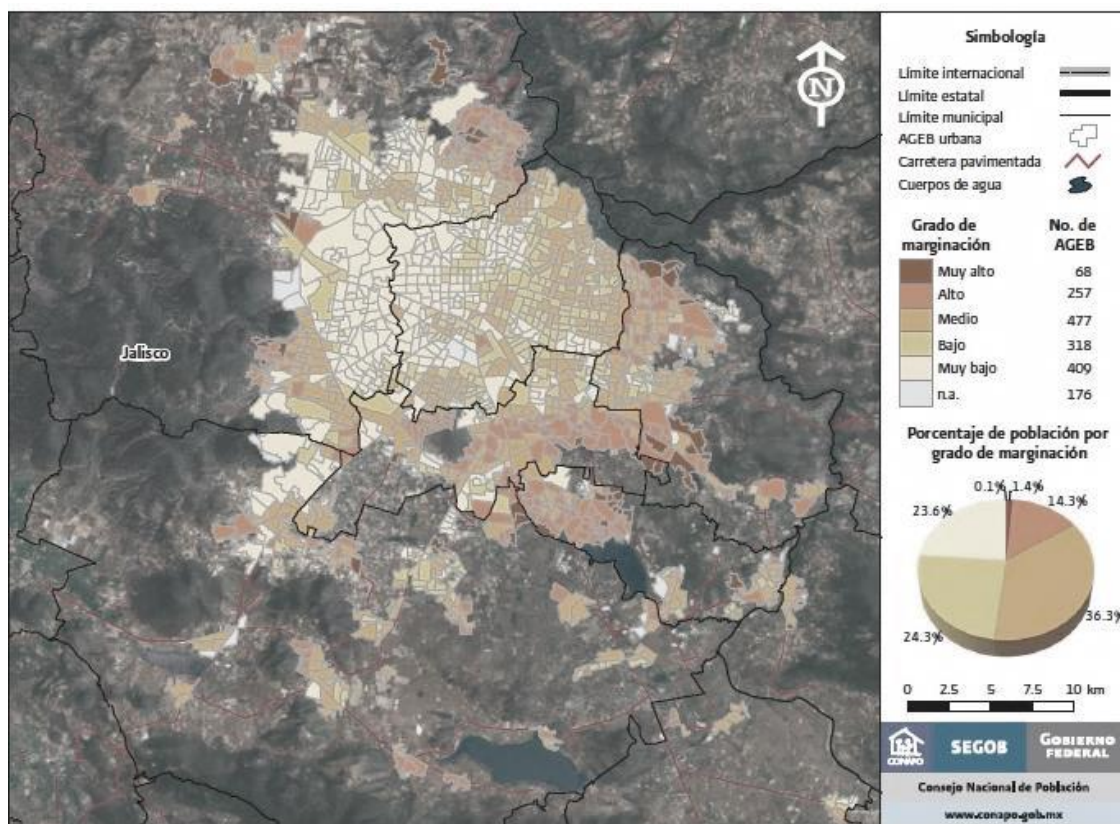 Jalisco
N
Simbología
Límite internacional
Límite estatal
Límite municipal
AGEB urbana
Carretera pavimentada
Cuerpos de agua
Grado de marginación No. de AGEB
Muy alto 68
Alto 257
Medio 477
Bajo 318
Muy bajo 409
n.a. 176
Porcentaje de población por
grado de marginación
0.1% 1.4%
14.3%
23.6%
36.3%
24.3%
0 2.5 5 7.5 10 km
CONAPO SEGOB GOBIERNO FEDERAL
Consejo Nacional de Población
www.conapo.gob.mx